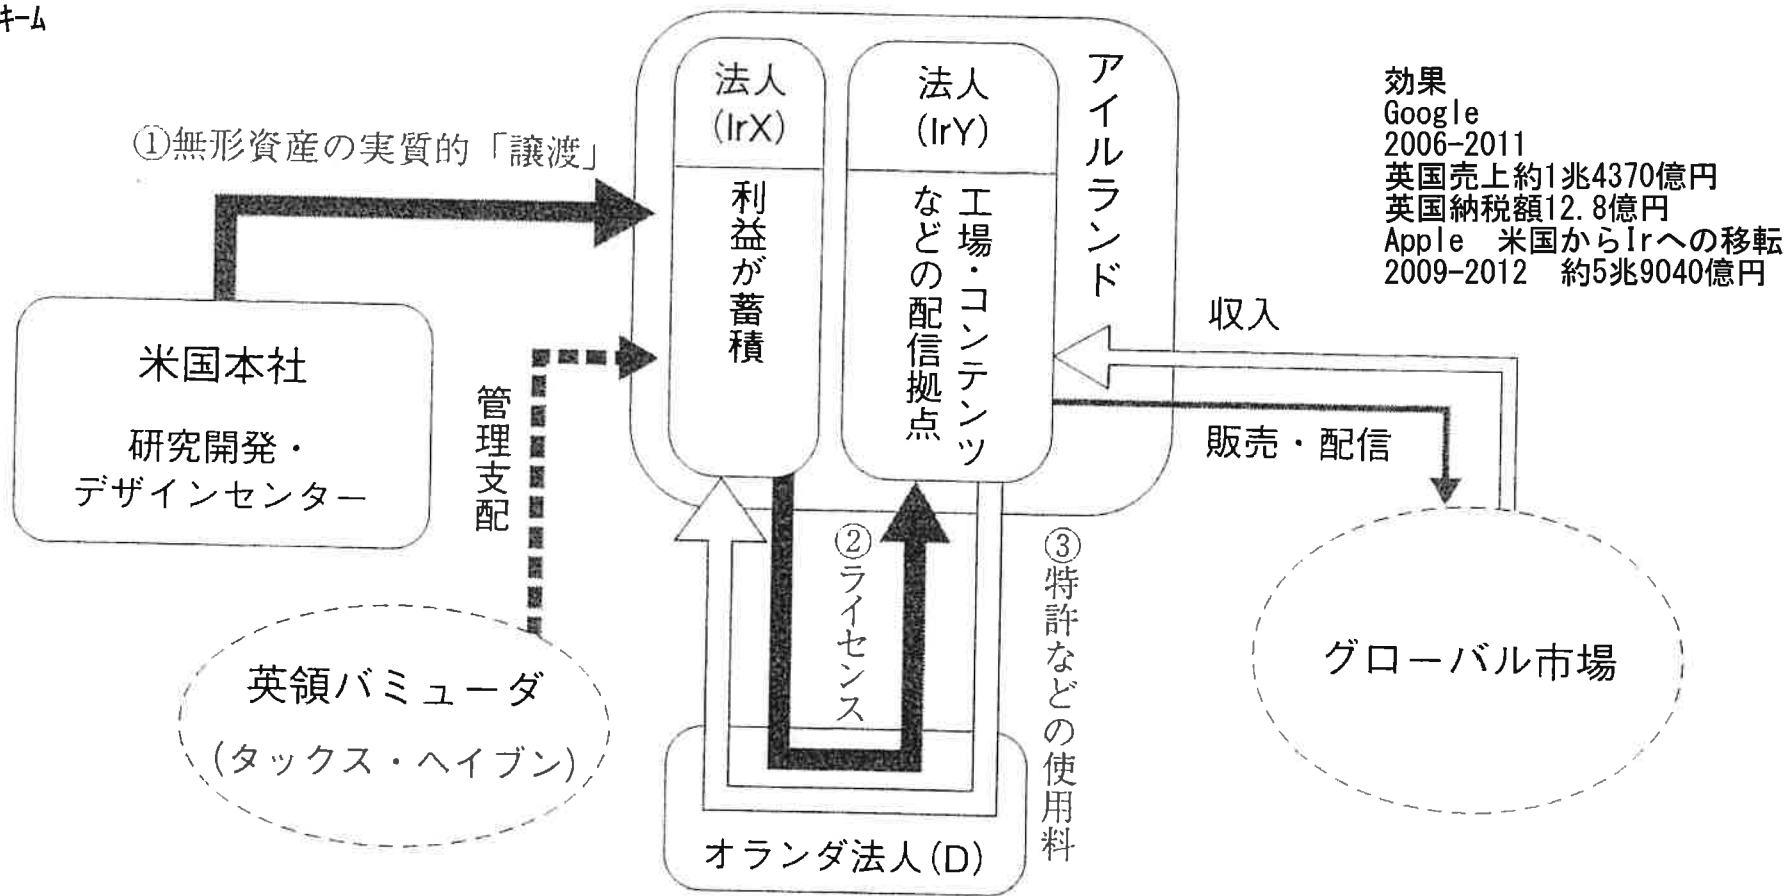 キーム
法人
(IrX)
利益が蓄積
法人
(IrY)
工場・コンテンツ
などの配信拠点
アイルランド
効果
Google
2006-2011
英国売上約1兆4370億円
英国納税額12.8億円
Apple　米国からIrへの移転
2009-2012　約5兆9040億円
①無形資産の実質的「譲渡」
米国本社
研究開発・
デザインセンター
管理支配
英領バミューダ
(タックス・ヘイブン)
②ライセンス
③特許などの使用料
収入
販売・配信
グローバル市場
オランダ法人(D)